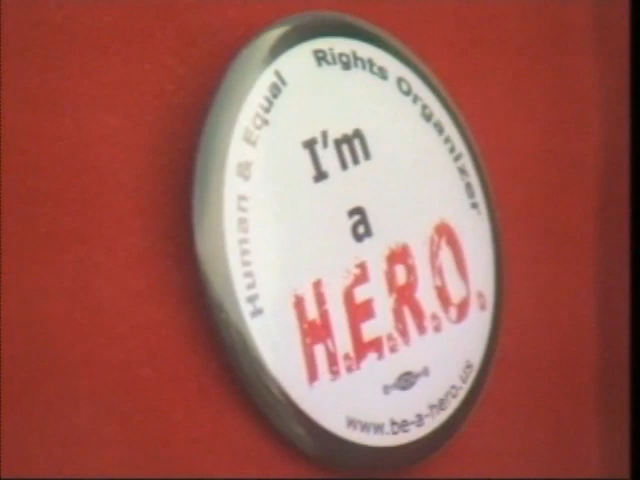 Human & Equal Rights Organizer
I'm
a
H.E.R.O.
www.be-a-hero.us